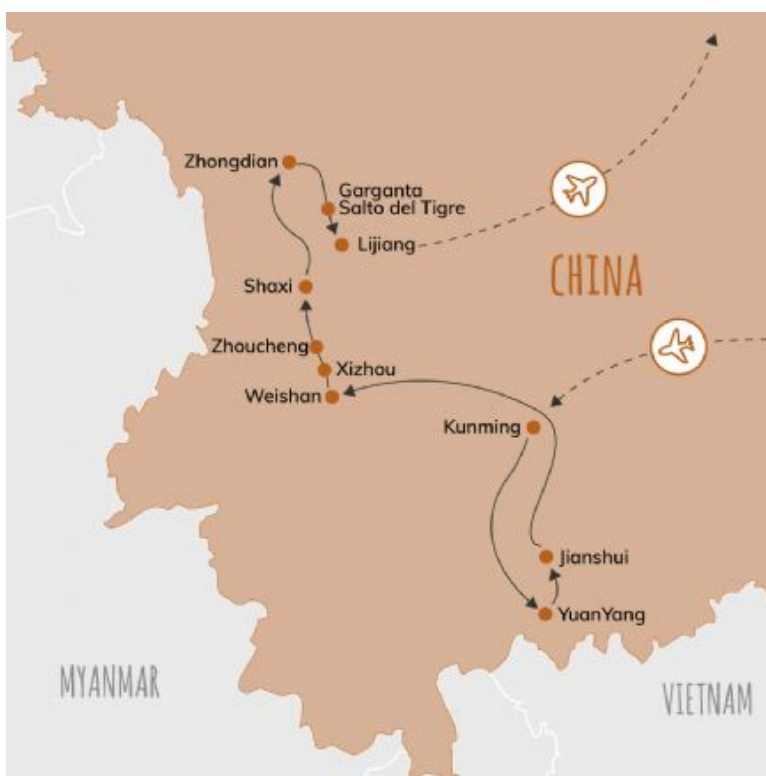 Zhongdian
Garganta
Salto del Tigre
Lijiang
CHINA
Shaxi
Zhoucheng
Xizhou
Weishan
Kunming
Jianshui
YuanYang
MYANMAR
VIETNAM